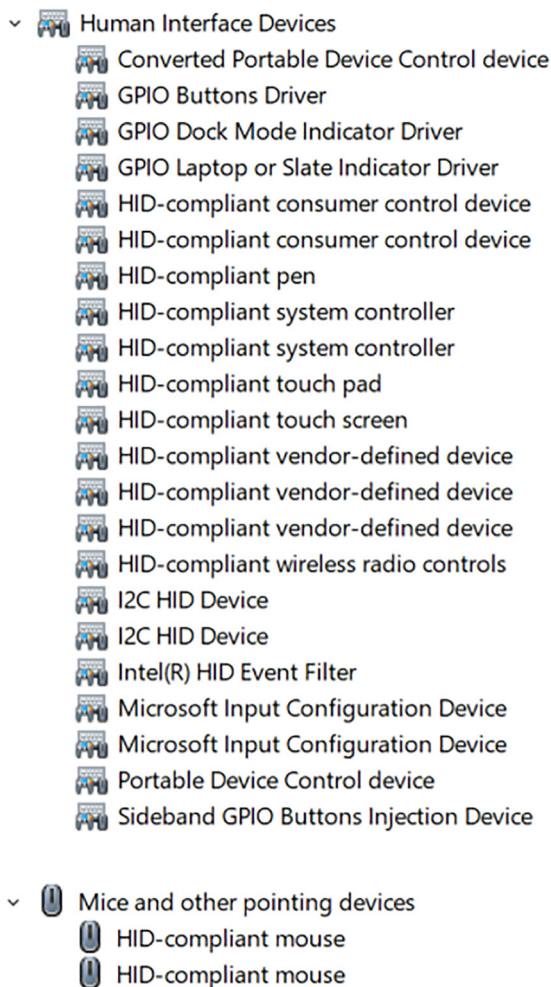 Human Interface Devices
Converted Portable Device Control device
GPIO Buttons Driver
GPIO Dock Mode Indicator Driver
GPIO Laptop or Slate Indicator Driver
HID-compliant consumer control device
HID-compliant consumer control device
HID-compliant pen
HID-compliant system controller
HID-compliant system controller
HID-compliant touch pad
HID-compliant touch screen
HID-compliant vendor-defined device
HID-compliant vendor-defined device
HID-compliant vendor-defined device
HID-compliant wireless radio controls
I2C HID Device
I2C HID Device
Intel(R) HID Event Filter
Microsoft Input Configuration Device
Microsoft Input Configuration Device
Portable Device Control device
Sideband GPIO Buttons Injection Device
Mice and other pointing devices
HID-compliant mouse
HID-compliant mouse